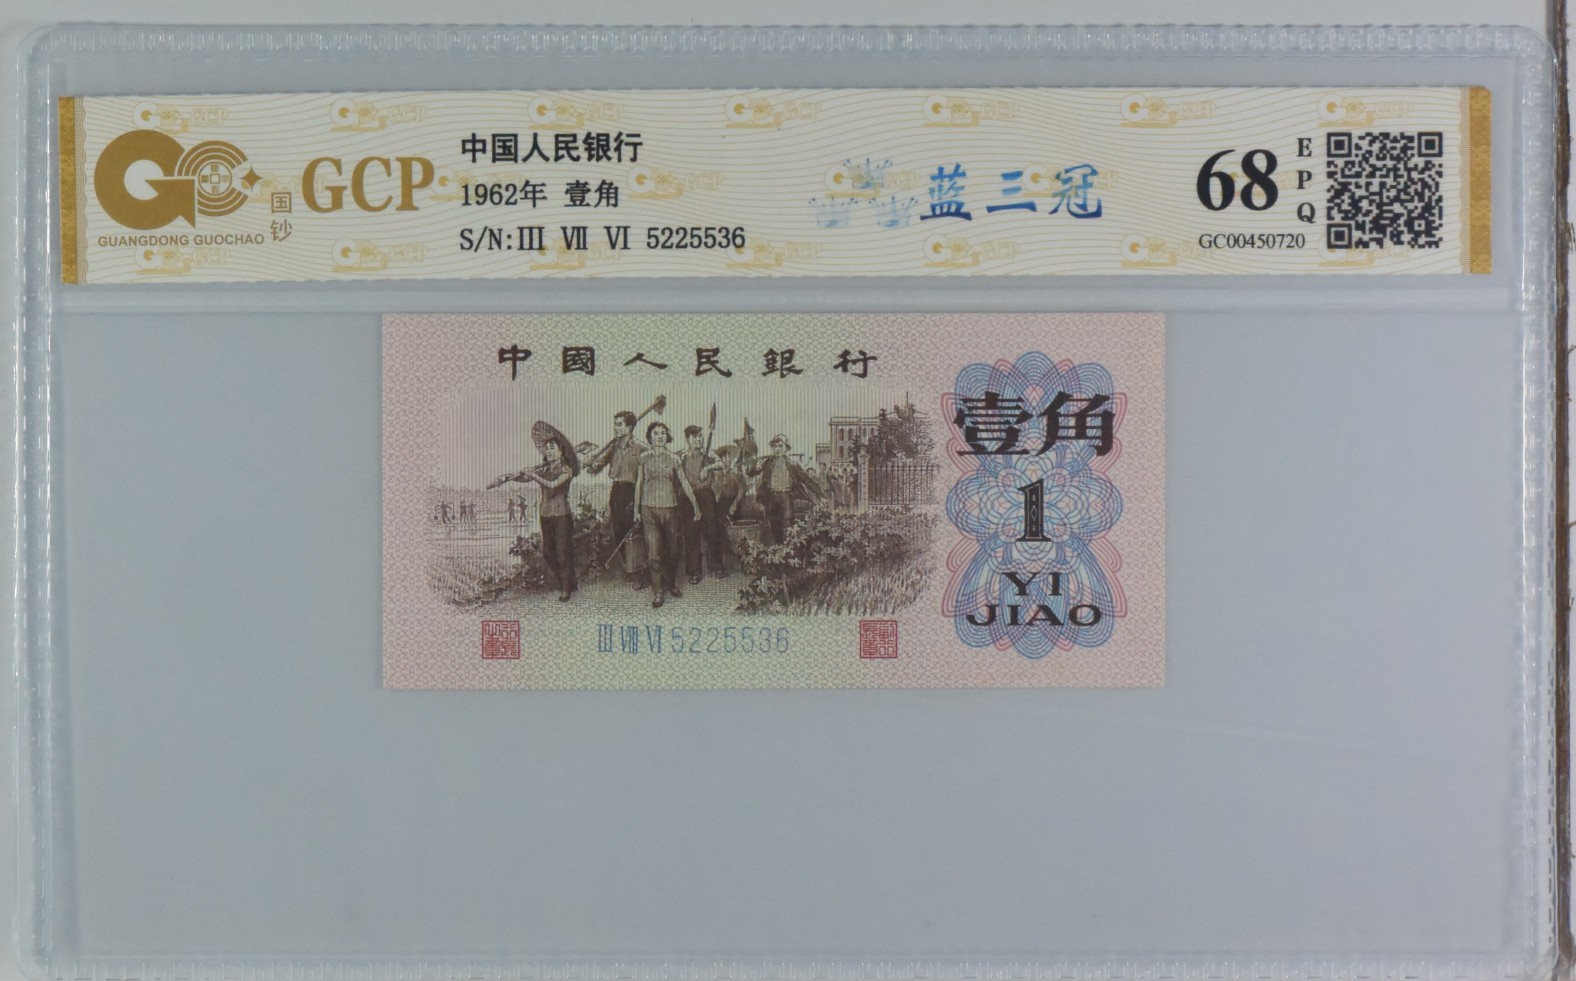 GCP
国钞
GUANGDONG GUOCHAO
中国人民银行
1962年 壹角
S/N:III VII VI 5225536
蓝三冠
68
EPQ
GC00450720
中國人民銀行
壹角
1
YI
JIAO
III VIII VI 5225536